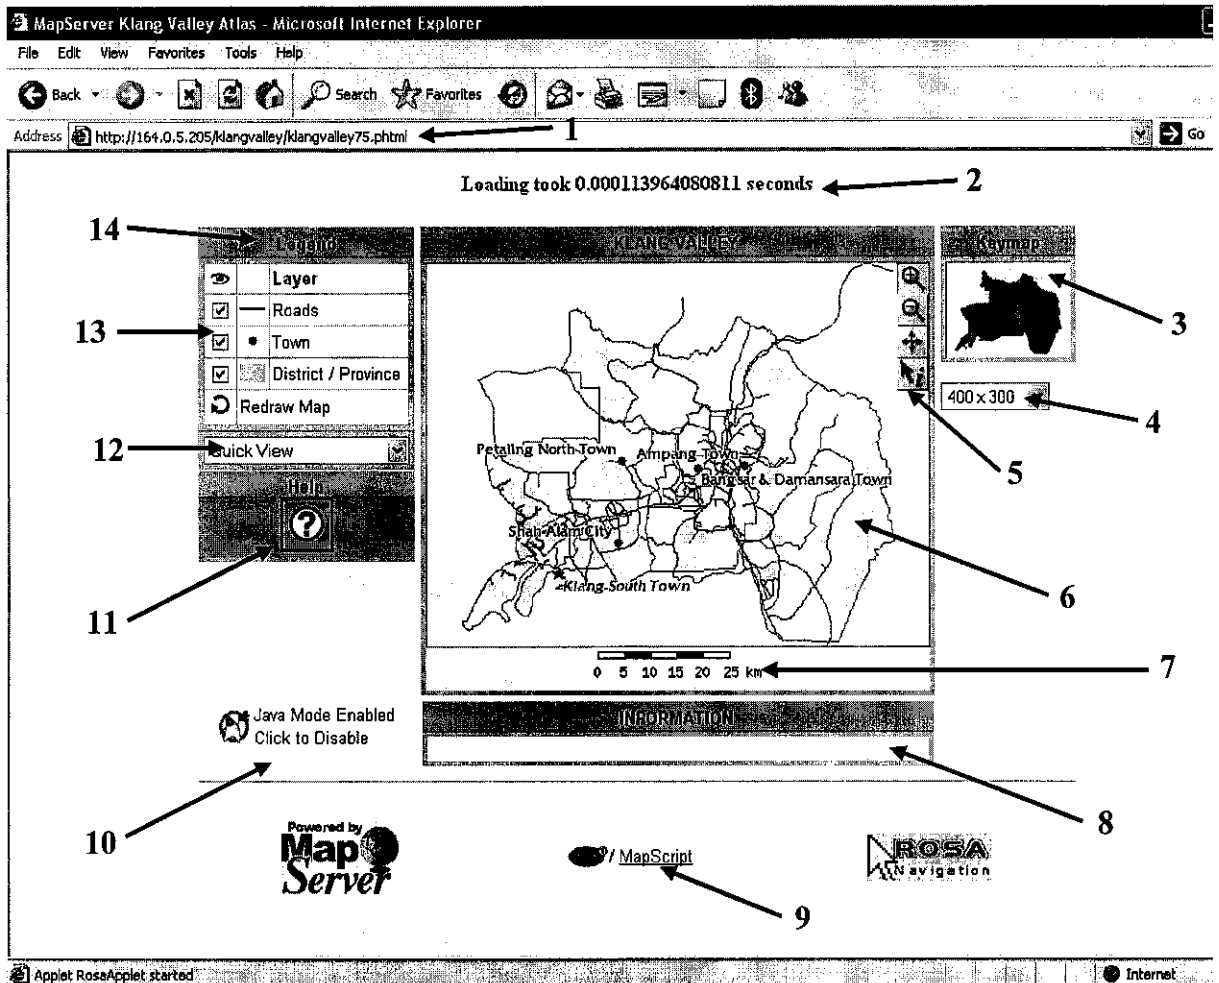 MapServer Klang Valley Atlas - Microsoft Internet Explorer
File Edit View Favorites Tools Help
Back Search Favorites
Address http://164.0.5.205/klangvalley/klangvalley75.phtml Go
1
Loading took 0.000113964080811 seconds
2
14
Legend
KLANG VALLEY
Keymap
Layer
Roads
3
13
Town
District / Province
400 x 300
Redraw Map
4
12
Quick View
Petaling North Town
Ampang Town
5
Bangsar & Damansara Town
Help
?
Shah Alam City
Klang South Town
6
11
0 5 10 15 20 25 km
7
Java Mode Enabled
Click to Disable
INFORMATION
8
10
Powered by
Map
Server
/ MapScript
ROSA
Navigation
9
Applet RosaApplet started
Internet